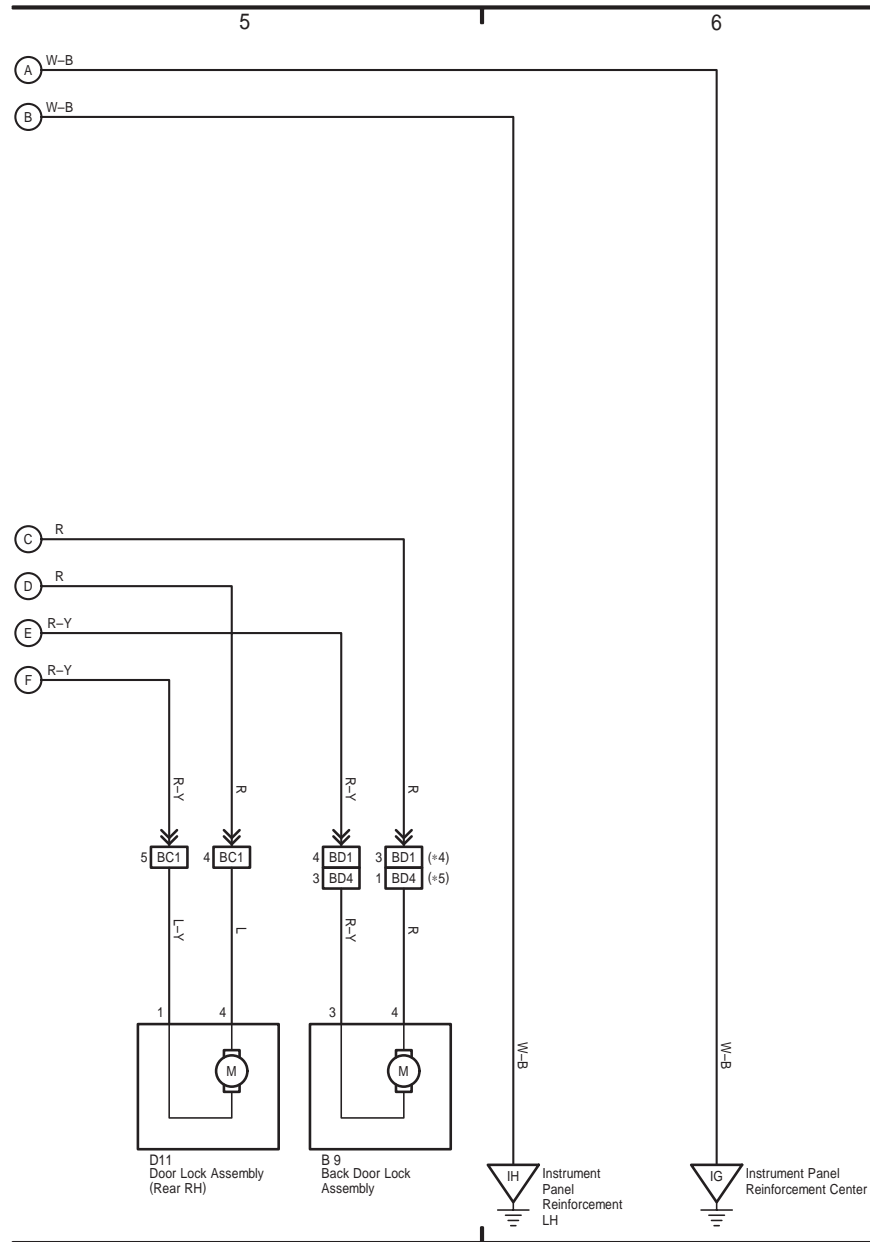 5 6
A W–B
B W–B
C R
D R
E R–Y
F R–Y
R–Y R R–Y R
5 BC1 4 BC1 4 BD1 3 BD1 (*4)
3 BD4 1 BD4 (*5)
L–Y L R–Y R
1 4 3 4
W–B W–B
M M
D11
Door Lock Assembly
(Rear RH)
B 9
Back Door Lock
Assembly
IH
Instrument
Panel
Reinforcement
LH
IG
Instrument Panel
Reinforcement Center